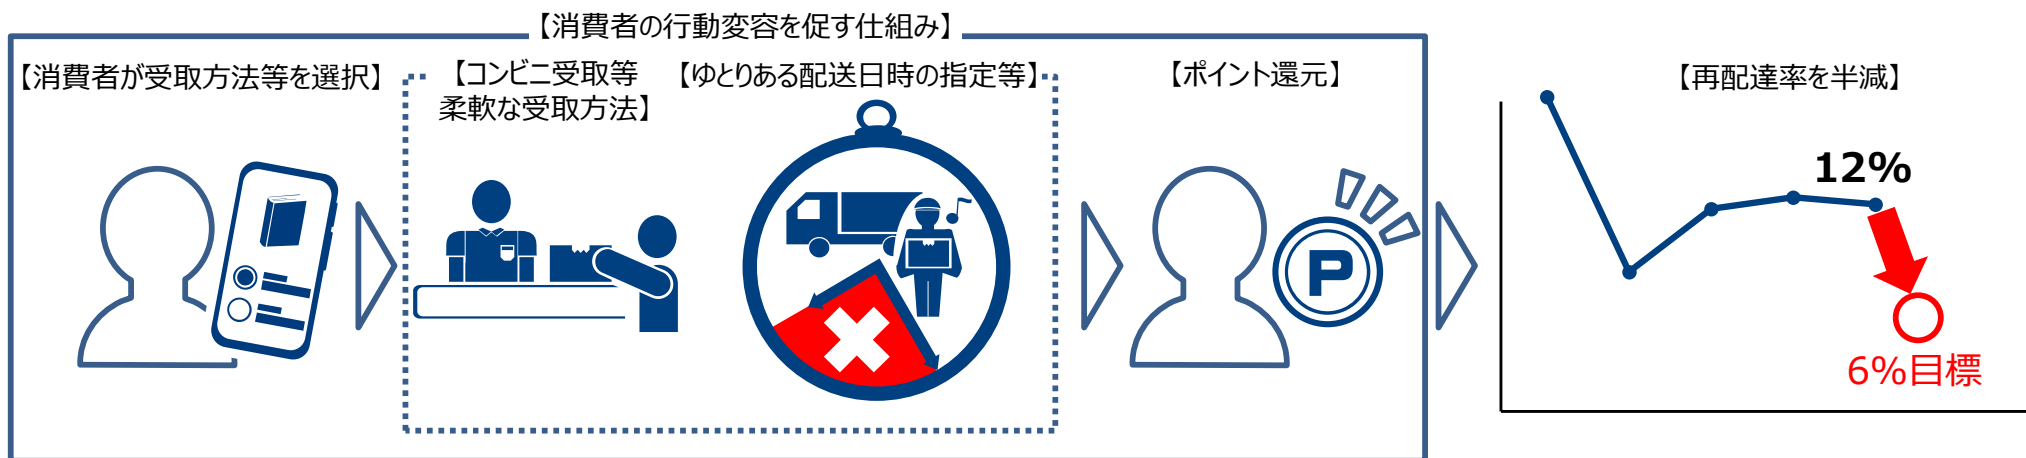 【消費者の行動変容を促す仕組み】
【消費者が受取方法等を選択】
【コンビニ受取等
柔軟な受取方法】
【ゆとりある配送日時の指定等】
【ポイント還元】
P
【再配達率を半減】
12%
6%目標